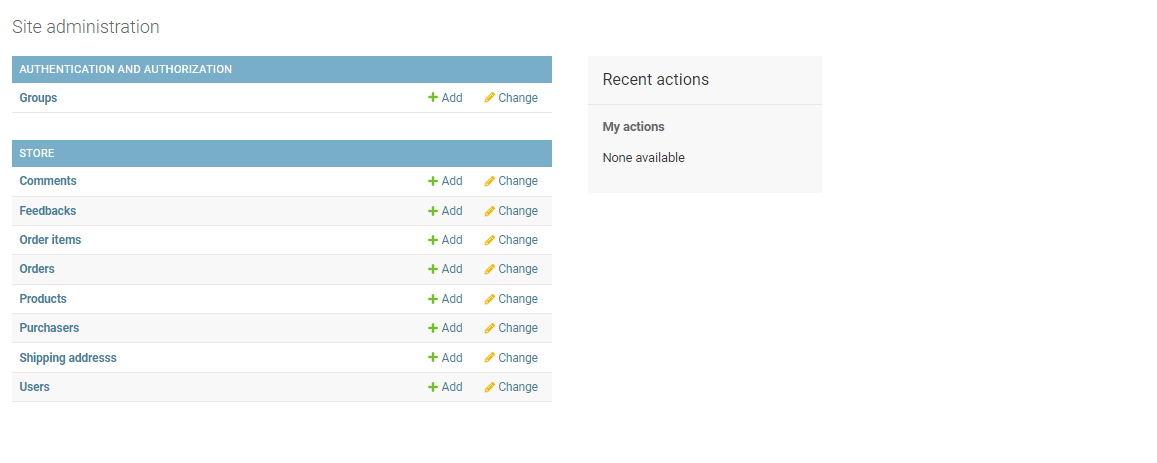 Site administration
AUTHENTICATION AND AUTHORIZATION
Groups Add Change
STORE
Comments Add Change
Feedbacks Add Change
Order items Add Change
Orders Add Change
Products Add Change
Purchasers Add Change
Shipping addresss Add Change
Users Add Change
Recent actions
My actions
None available